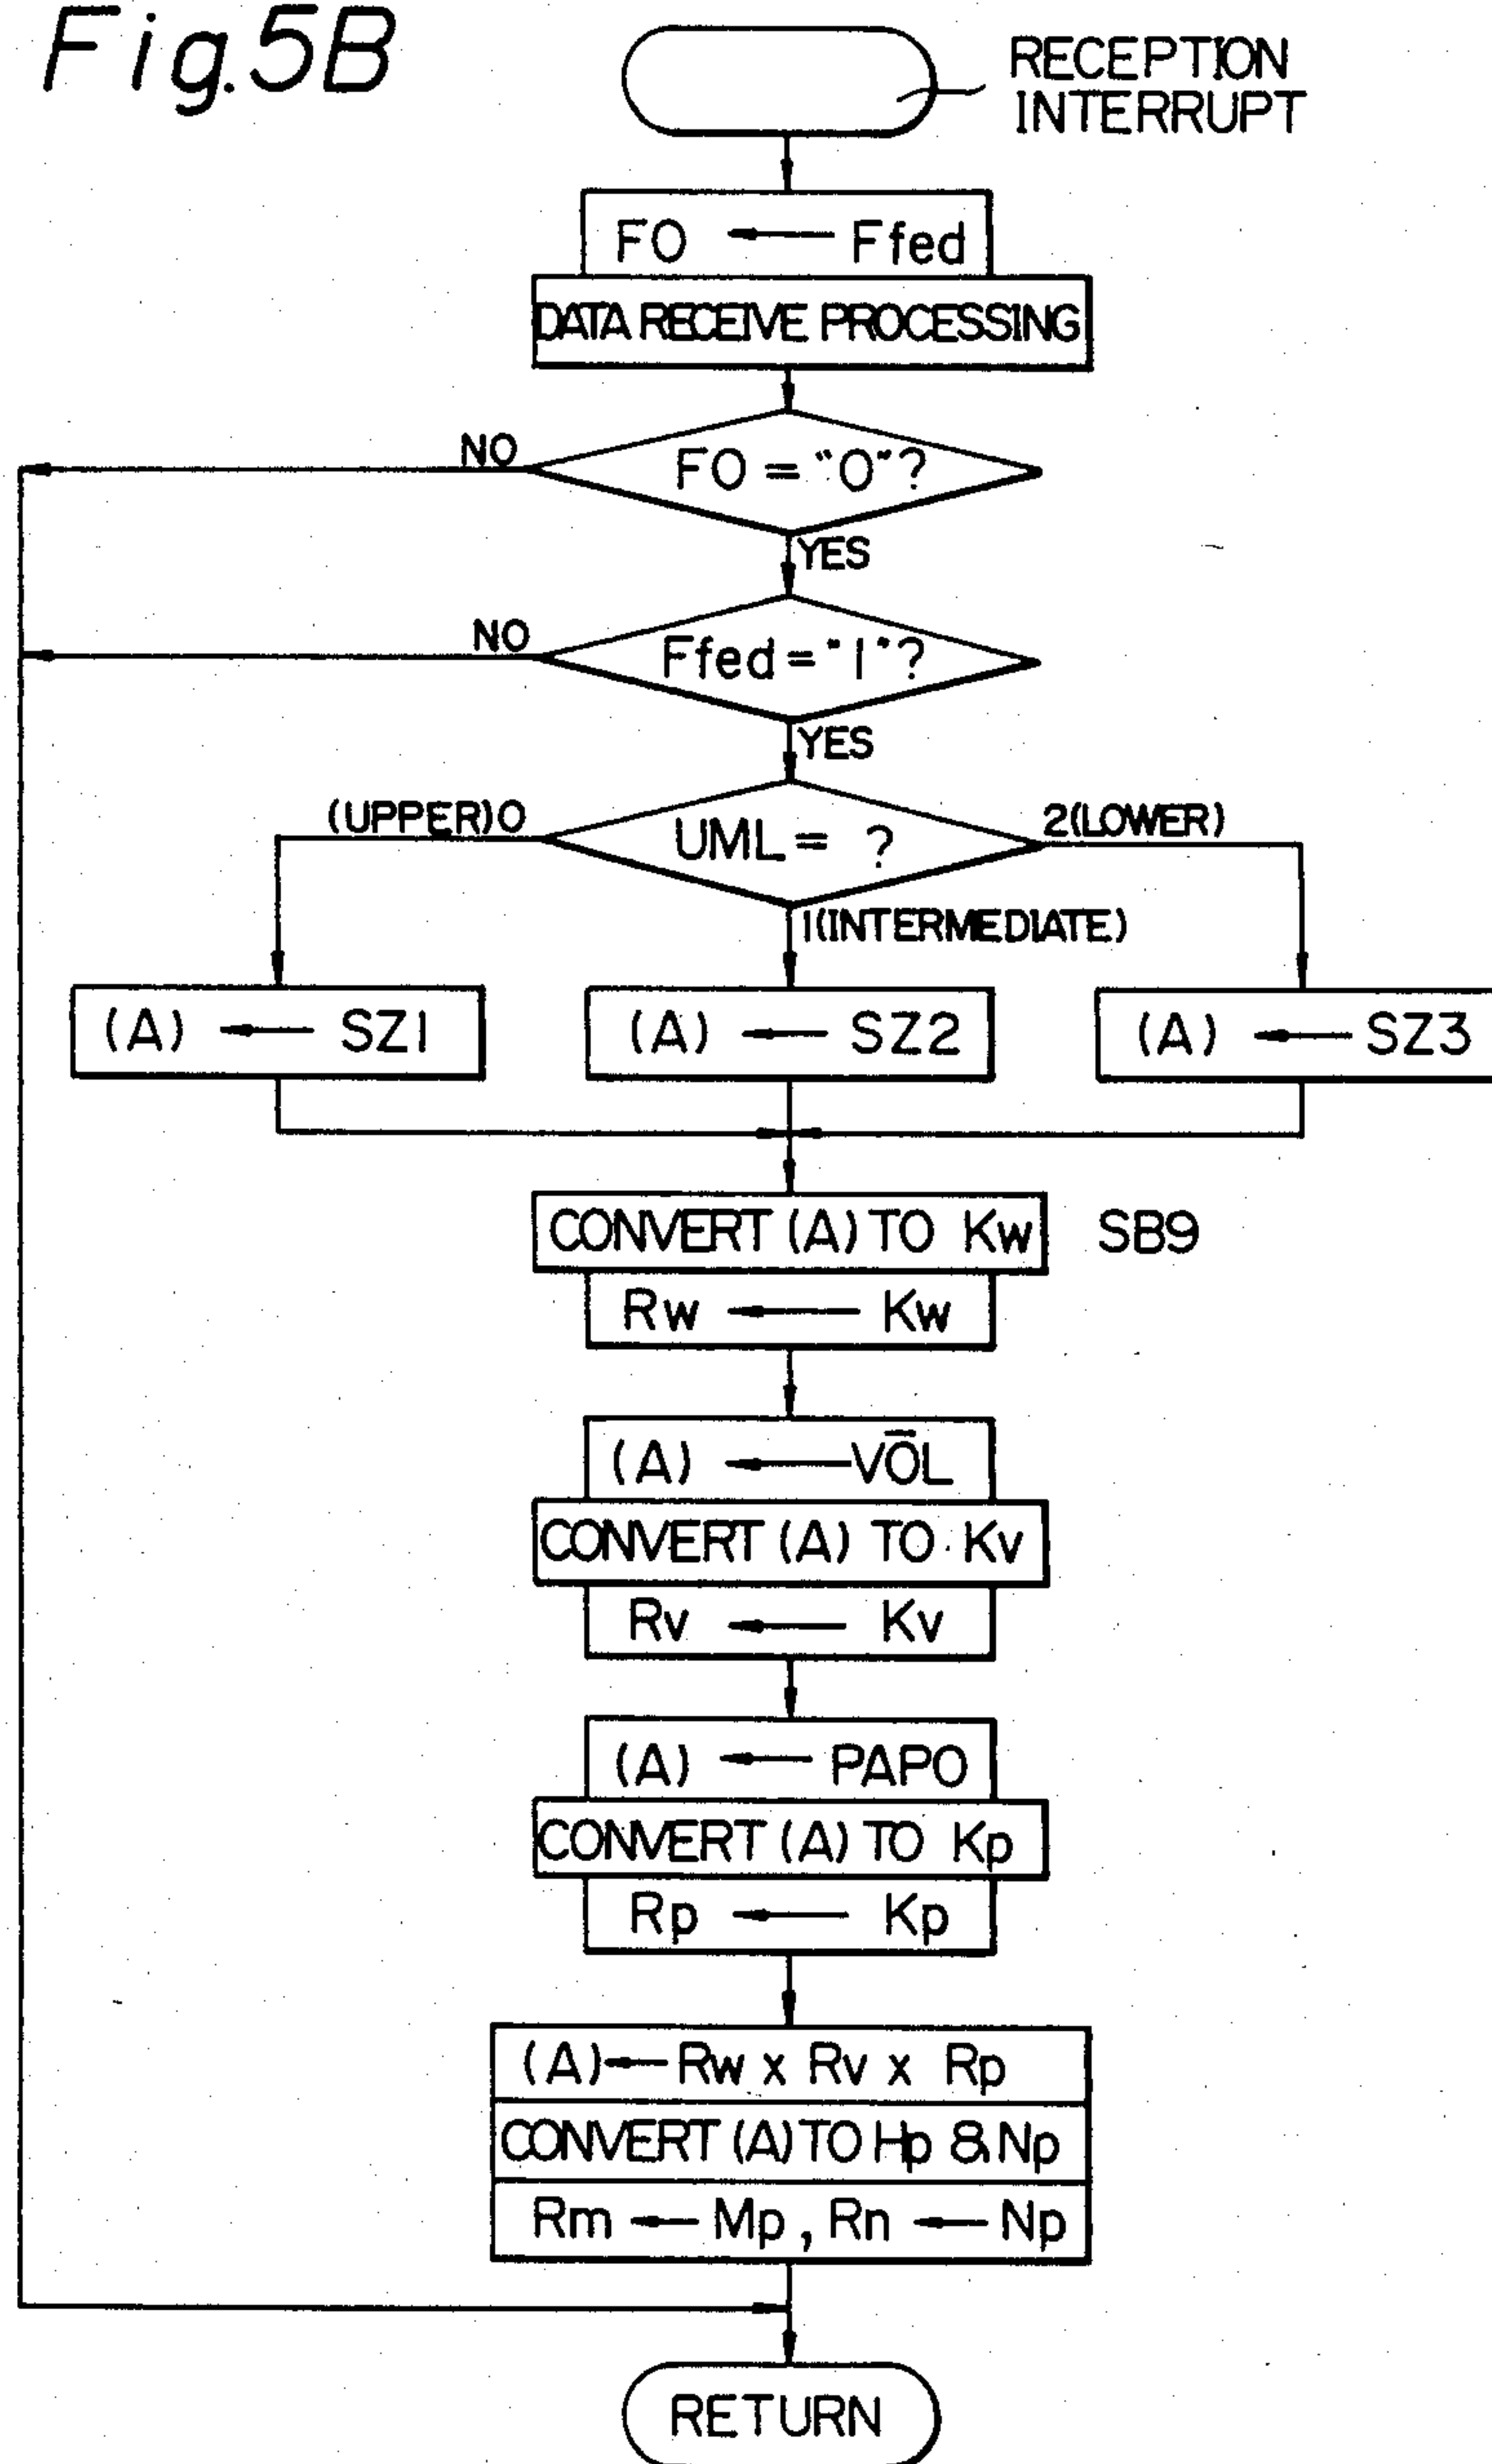 Fig.5B
RECEPTION
INTERRUPT
FO ← Ffed
DATA RECEIVE PROCESSING
NO
FO = "O"?
YES
NO
Ffed = "1"?
YES
(UPPER) 0
UML = ?
2(LOWER)
1(INTERMEDIATE)
(A) ← SZ1
(A) ← SZ2
(A) ← SZ3
CONVERT (A) TO Kw
SB9
Rw ← Kw
(A) ← VŌL
CONVERT (A) TO Kv
Rv ← Kv
(A) ← PAPO
CONVERT (A) TO Kp
Rp ← Kp
(A) ← Rw x Rv x Rp
CONVERT (A) TO Hp & Np
Rm ← Mp, Rn ← Np
RETURN